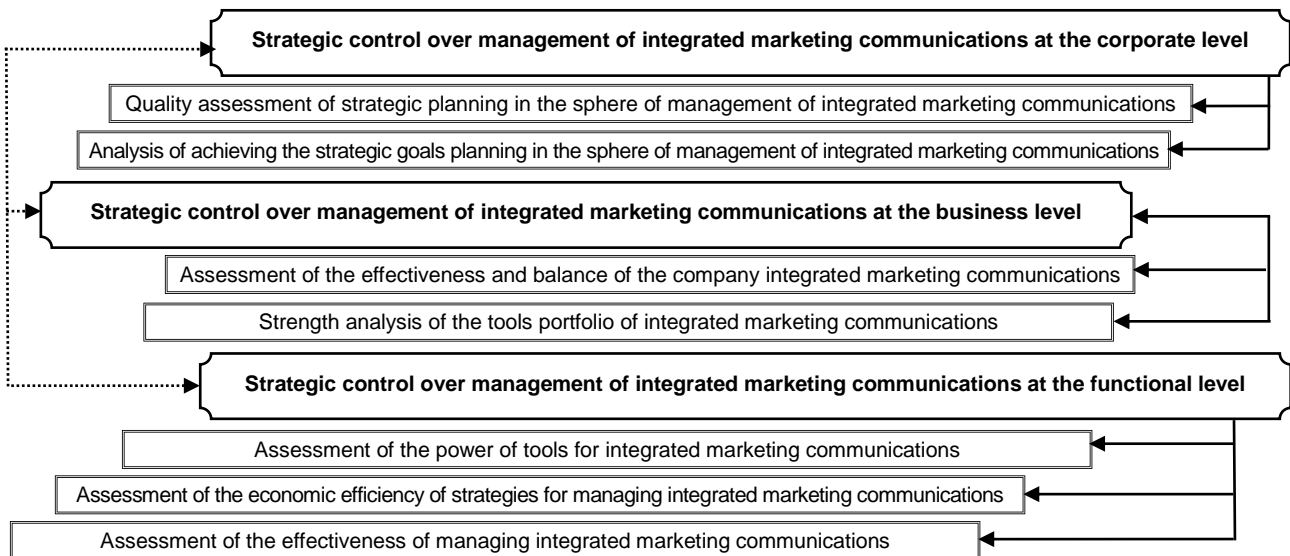 Strategic control over management of integrated marketing communications at the corporate level
Quality assessment of strategic planning in the sphere of management of integrated marketing communications
Analysis of achieving the strategic goals planning in the sphere of management of integrated marketing communications
Strategic control over management of integrated marketing communications at the business level
Assessment of the effectiveness and balance of the company integrated marketing communications
Strength analysis of the tools portfolio of integrated marketing communications
Strategic control over management of integrated marketing communications at the functional level
Assessment of the power of tools for integrated marketing communications
Assessment of the economic efficiency of strategies for managing integrated marketing communications
Assessment of the effectiveness of managing integrated marketing communications